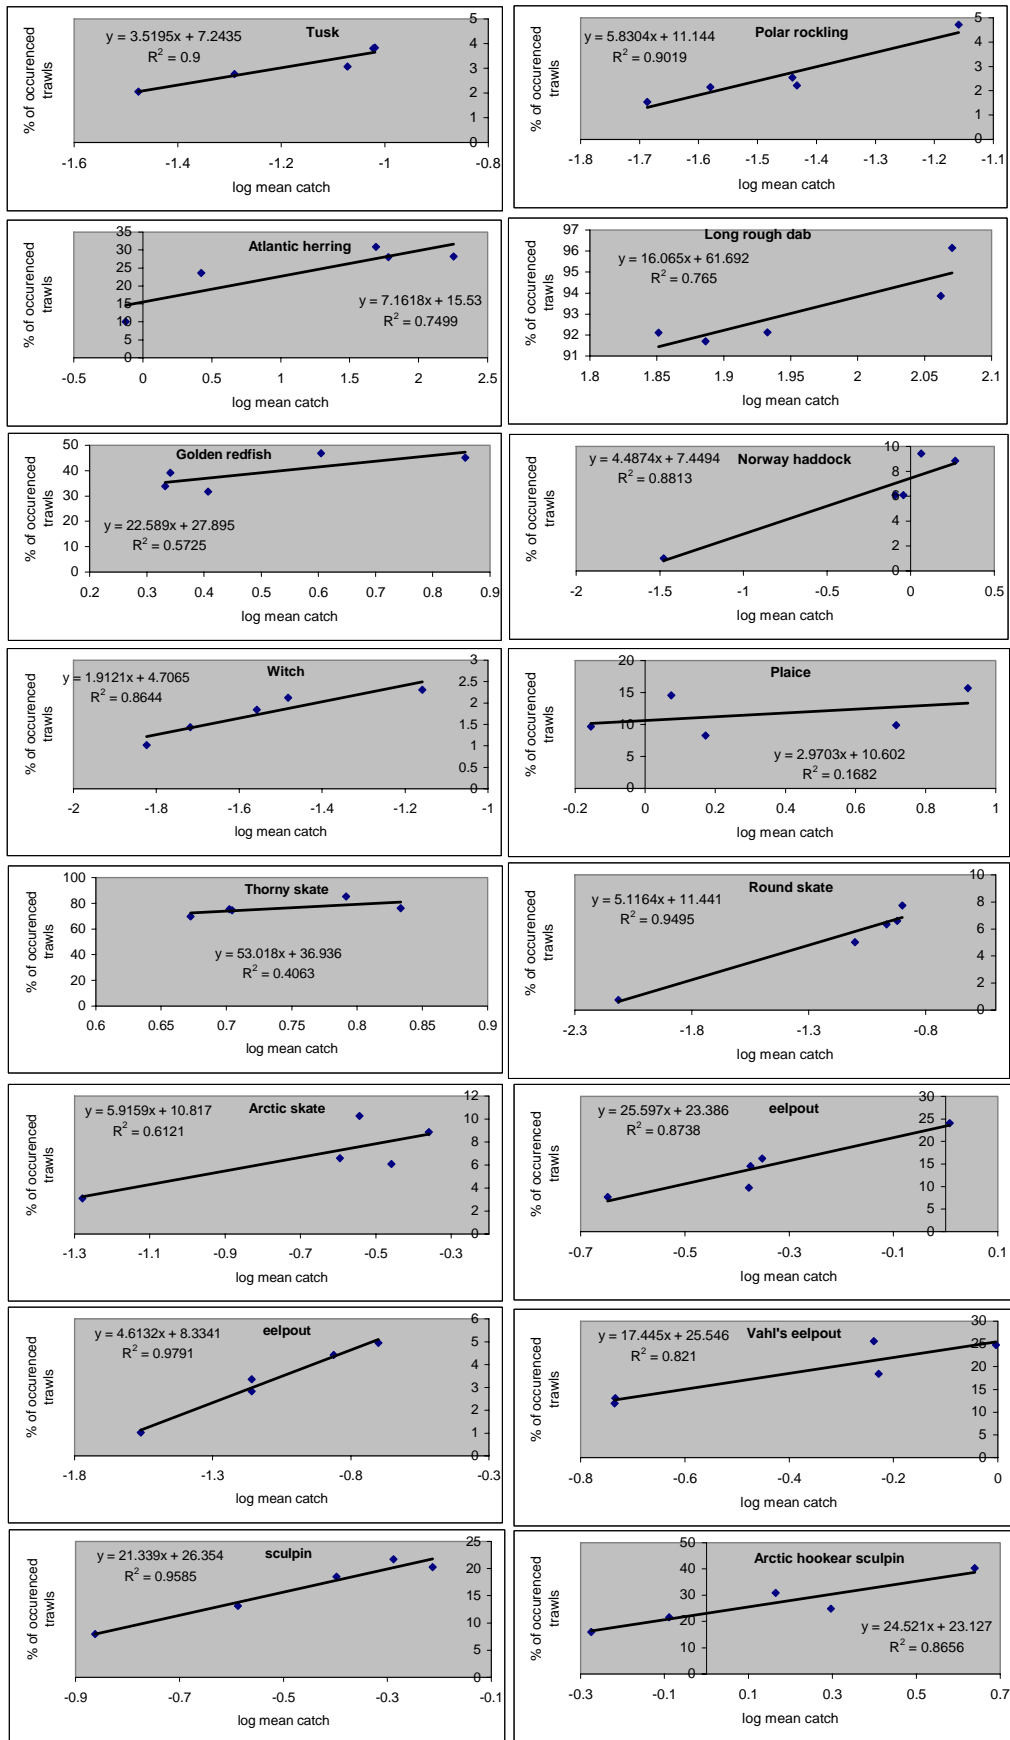 Tusk
y = 3.5195x + 7.2435
R2 = 0.9
% of occurenced
trawls
5
4
3
2
1
0
-1.6 -1.4 -1.2 -1 -0.8
log mean catch
Polar rockling
y = 5.8304x + 11.144
R2 = 0.9019
% of occurenced
trawls
5
4
3
2
1
0
-1.8 -1.7 -1.6 -1.5 -1.4 -1.3 -1.2 -1.1
log mean catch
Atlantic herring
y = 7.1618x + 15.53
R2 = 0.7499
% of occurenced
trawls
35
30
25
20
15
10
5
0
-0.5 0 0.5 1 1.5 2 2.5
log mean catch
Long rough dab
y = 16.065x + 61.692
R2 = 0.765
% of occurenced
trawls
97
96
95
94
93
92
91
1.8 1.85 1.9 1.95 2 2.05 2.1
log mean catch
Golden redfish
y = 22.589x + 27.895
R2 = 0.5725
% of occurenced
trawls
50
40
30
20
10
0
0.2 0.3 0.4 0.5 0.6 0.7 0.8 0.9
log mean catch
Norway haddock
y = 4.4874x + 7.4494
R2 = 0.8813
% of occurenced
trawls
10
8
6
4
2
0
-2 -1.5 -1 -0.5 0 0.5
log mean catch
Witch
y = 1.9121x + 4.7065
R2 = 0.8644
% of occurenced
trawls
3
2.5
2
1.5
1
0.5
0
-2 -1.8 -1.6 -1.4 -1.2 -1
log mean catch
Plaice
y = 2.9703x + 10.602
R2 = 0.1682
% of occurenced
trawls
20
15
10
5
0
-0.2 0 0.2 0.4 0.6 0.8 1
log mean catch
Thorny skate
y = 53.018x + 36.936
R2 = 0.4063
% of occurenced
trawls
100
80
60
40
20
0
0.6 0.65 0.7 0.75 0.8 0.85 0.9
log mean catch
Round skate
y = 5.1164x + 11.441
R2 = 0.9495
% of occurenced
trawls
8
6
4
2
0
-2.3 -1.8 -1.3 -0.8
log mean catch
Arctic skate
y = 5.9159x + 10.817
R2 = 0.6121
% of occurenced
trawls
12
10
8
6
4
2
0
-1.3 -1.1 -0.9 -0.7 -0.5 -0.3
log mean catch
eelpout
y = 25.597x + 23.386
R2 = 0.8738
% of occurenced
trawls
30
25
20
15
10
5
0
-0.7 -0.5 -0.3 -0.1 0.1
log mean catch
eelpout
y = 4.6132x + 8.3341
R2 = 0.9791
% of occurenced
trawls
6
5
4
3
2
1
0
-1.8 -1.3 -0.8 -0.3
log mean catch
Vahl's eelpout
y = 17.445x + 25.546
R2 = 0.821
% of occurenced
trawls
30
25
20
15
10
5
0
-0.8 -0.6 -0.4 -0.2 0
log mean catch
sculpin
y = 21.339x + 26.354
R2 = 0.9585
% of occurenced
trawls
25
20
15
10
5
0
-0.9 -0.7 -0.5 -0.3 -0.1
log mean catch
Arctic hookear sculpin
y = 24.521x + 23.127
R2 = 0.8656
% of occurenced
trawls
50
40
30
20
10
0
-0.3 -0.1 0.1 0.3 0.5 0.7
log mean catch